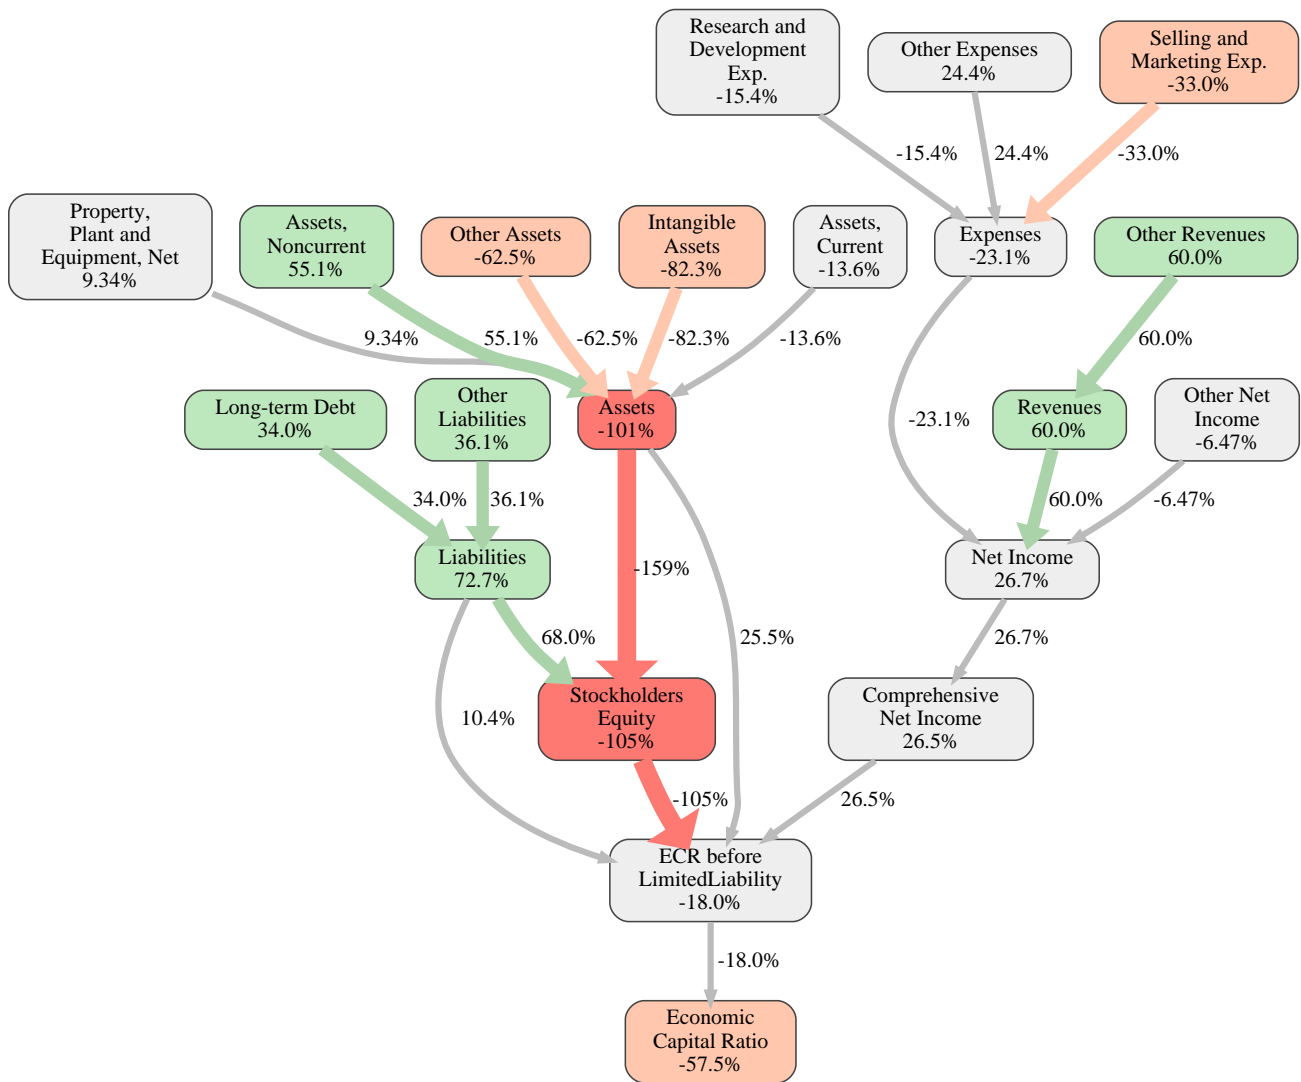 Research and
Development
Exp.
-15.4%
Other Expenses
24.4%
Selling and
Marketing Exp.
-33.0%
-15.4%
24.4%
-33.0%
Property,
Plant and
Equipment, Net
9.34%
Assets,
Noncurrent
55.1%
Other Assets
-62.5%
Intangible
Assets
-82.3%
Assets,
Current
-13.6%
Expenses
-23.1%
Other Revenues
60.0%
9.34%
55.1%
-62.5%
-82.3%
-13.6%
60.0%
Long-term Debt
34.0%
Other
Liabilities
36.1%
Assets
-101%
-23.1%
Revenues
60.0%
Other Net
Income
-6.47%
34.0%
36.1%
60.0%
-6.47%
Liabilities
72.7%
-159%
Net Income
26.7%
68.0%
25.5%
26.7%
10.4%
Stockholders
Equity
-105%
Comprehensive
Net Income
26.5%
-105%
26.5%
ECR before
LimitedLiability
-18.0%
-18.0%
Economic
Capital Ratio
-57.5%